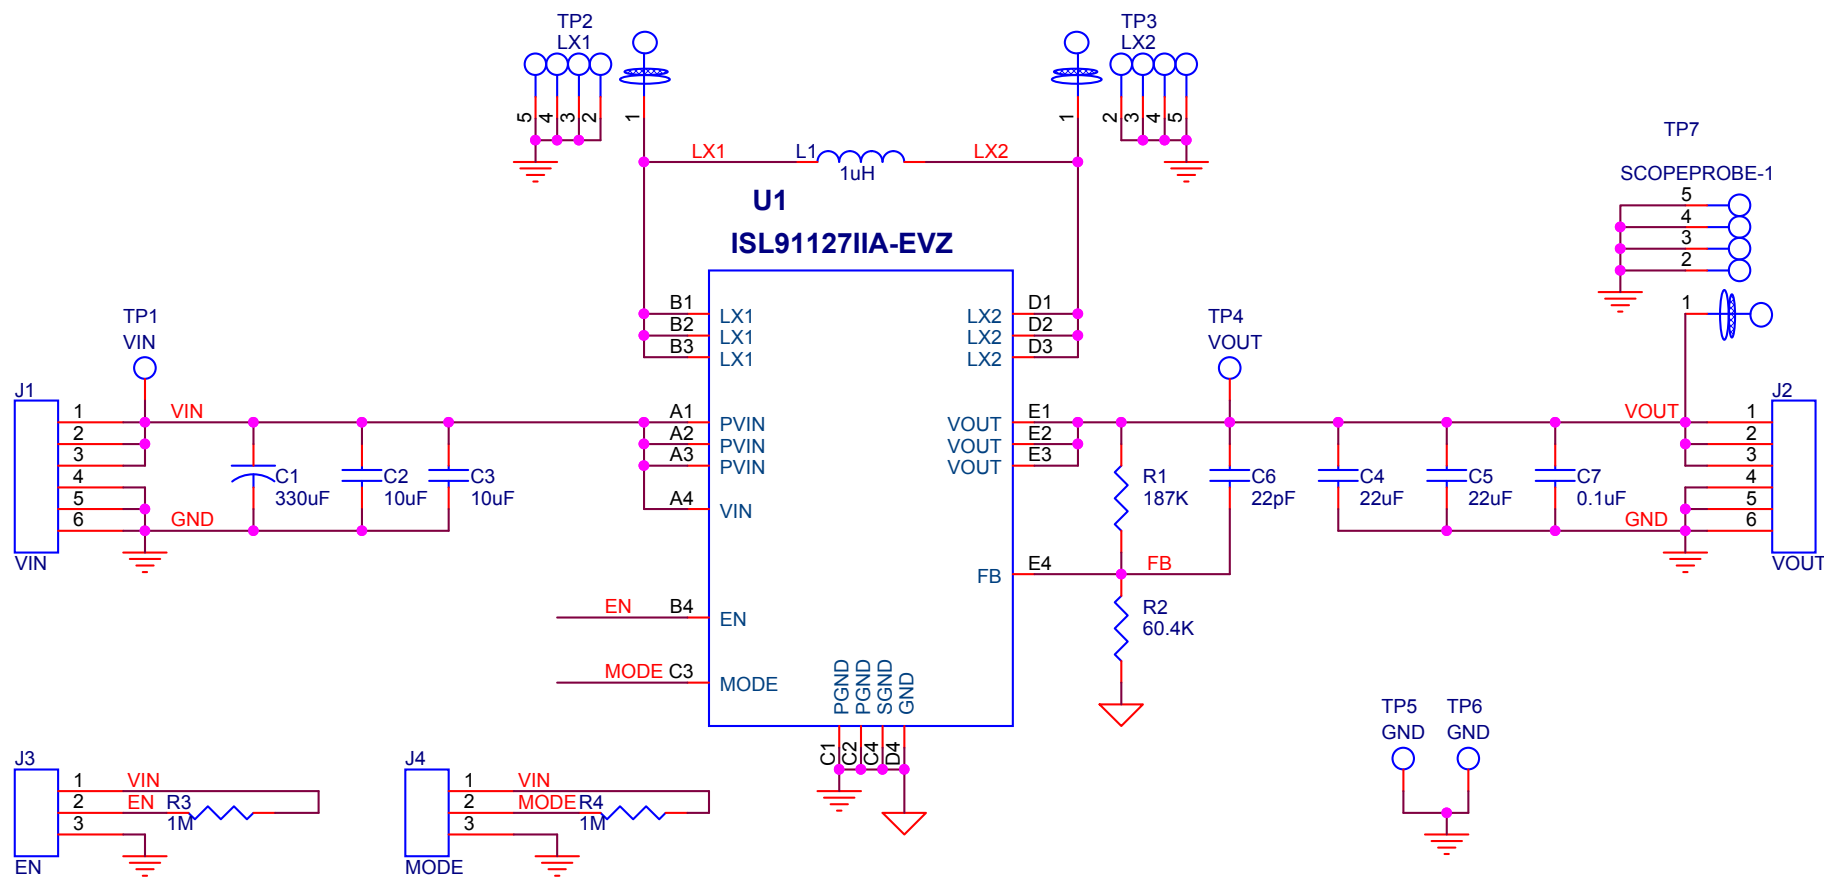 TP2
LX1
5
4
3
2
1
TP3
LX2
1
2
3
4
5
LX1
L1
1uH
LX2
U1
ISL91127IIA-EVZ
TP7
SCOPEPROBE-1
5
4
3
2
1
B1 LX1
B2 LX1
B3 LX1
LX2 D1
LX2 D2
LX2 D3
TP1
VIN
TP4
VOUT
J1
1
2
3
4
5
6
VIN
VIN
GND
C1
330uF
C2
10uF
C3
10uF
A1 PVIN
A2 PVIN
A3 PVIN
A4 VIN
VOUT E1
VOUT E2
VOUT E3
R1
187K
C6
22pF
C4
22uF
C5
22uF
C7
0.1uF
VOUT
GND
J2
1
2
3
4
5
6
VOUT
FB E4
FB
R2
60.4K
EN B4 EN
MODE C3 MODE
PGND
PGND
SGND
GND
C1
C2
C4
D4
TP5
GND
TP6
GND
J3
1 VIN
2 EN R3
1M
3
EN
J4
1 VIN
2 MODE R4
1M
3
MODE